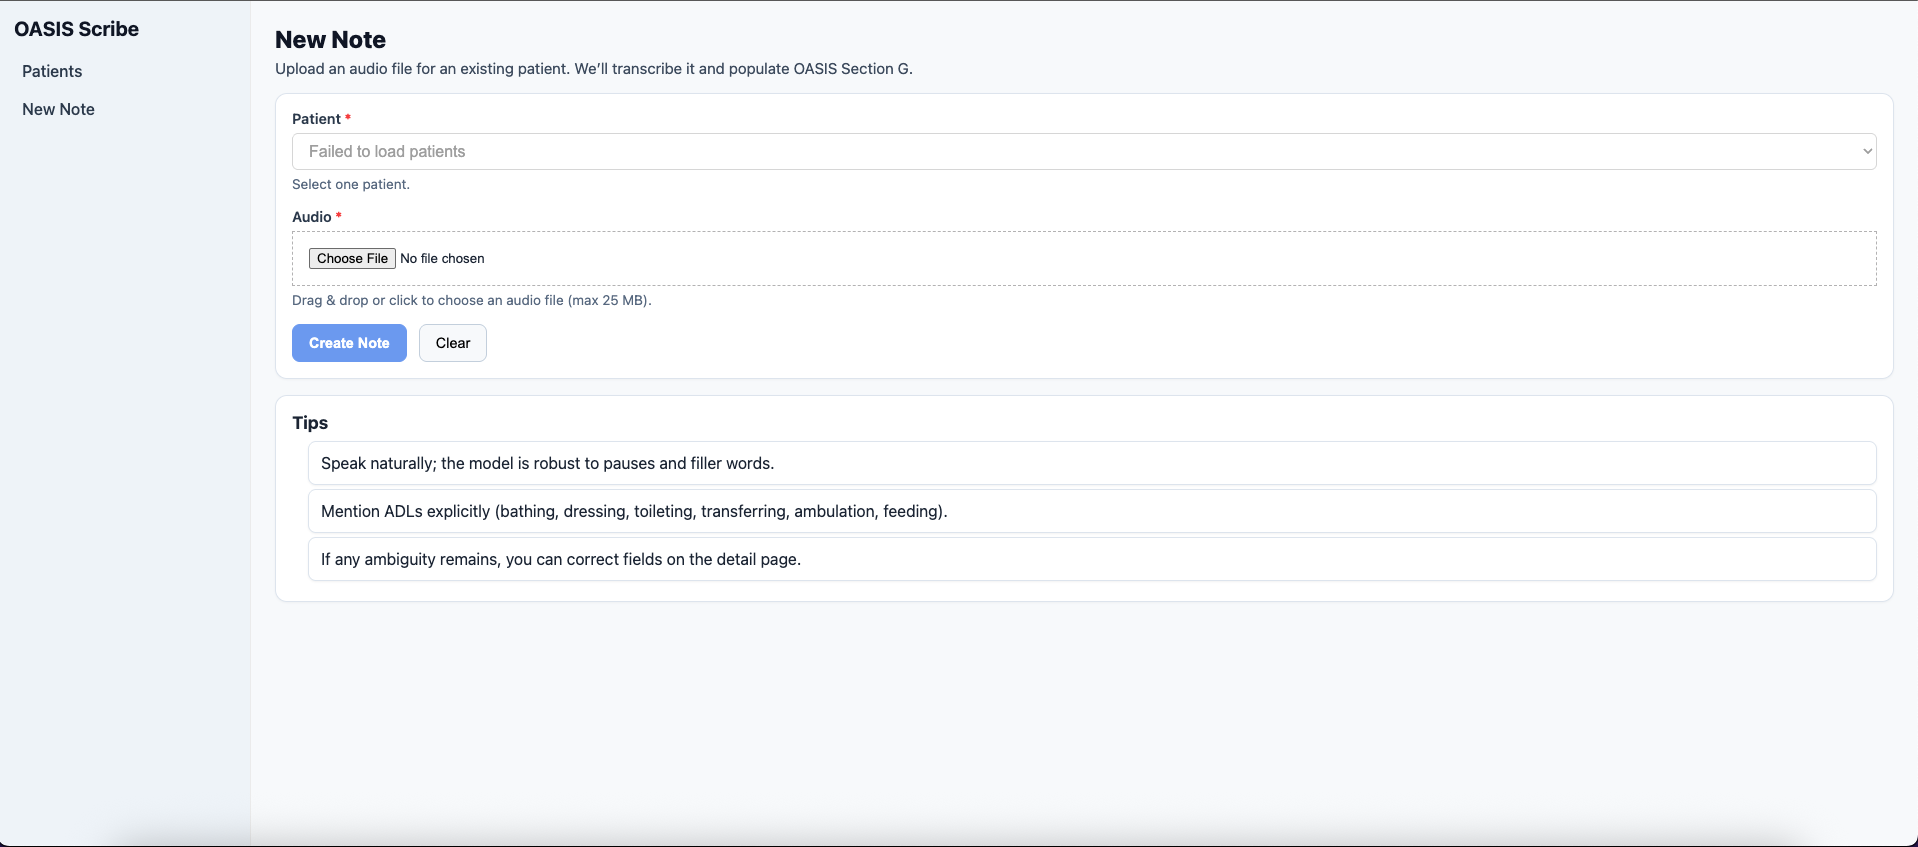 OASIS Scribe
Patients
New Note
New Note
Upload an audio file for an existing patient. We’ll transcribe it and populate OASIS Section G.
Patient *
Failed to load patients
Select one patient.
Audio *
Choose File No file chosen
Drag & drop or click to choose an audio file (max 25 MB).
Create Note Clear
Tips
Speak naturally; the model is robust to pauses and filler words.
Mention ADLs explicitly (bathing, dressing, toileting, transferring, ambulation, feeding).
If any ambiguity remains, you can correct fields on the detail page.